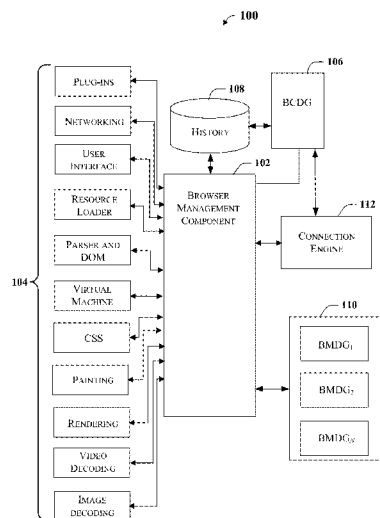 100
PLUG-INS
NETWORKING
USER
INTERFACE
RESOURCE
LOADER
PARSER AND
DOM
104
VIRTUAL
MACHINE
CSS
PAINTING
RENDERING
VIDEO
DECODING
IMAGE
DECODING
108
HISTORY
106
BCDG
102
BROWSER
MANAGEMENT
COMPONENT
112
CONNECTION
ENGINE
110
BMDG1
BMDG2
BMDGN